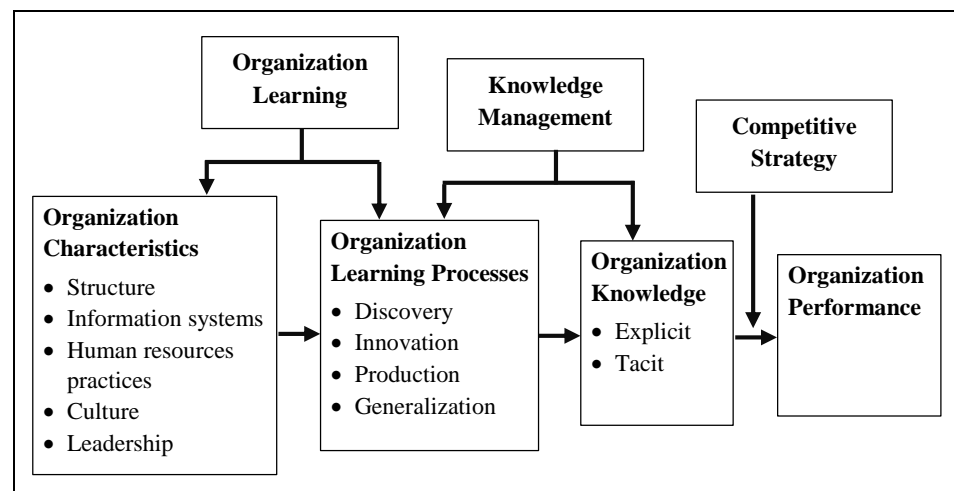 Organization
Learning
Knowledge
Management
Competitive
Strategy
Organization
Characteristics
• Structure
• Information systems
• Human resources
practices
• Culture
• Leadership
Organization
Learning Processes
• Discovery
• Innovation
• Production
• Generalization
Organization
Knowledge
• Explicit
• Tacit
Organization
Performance